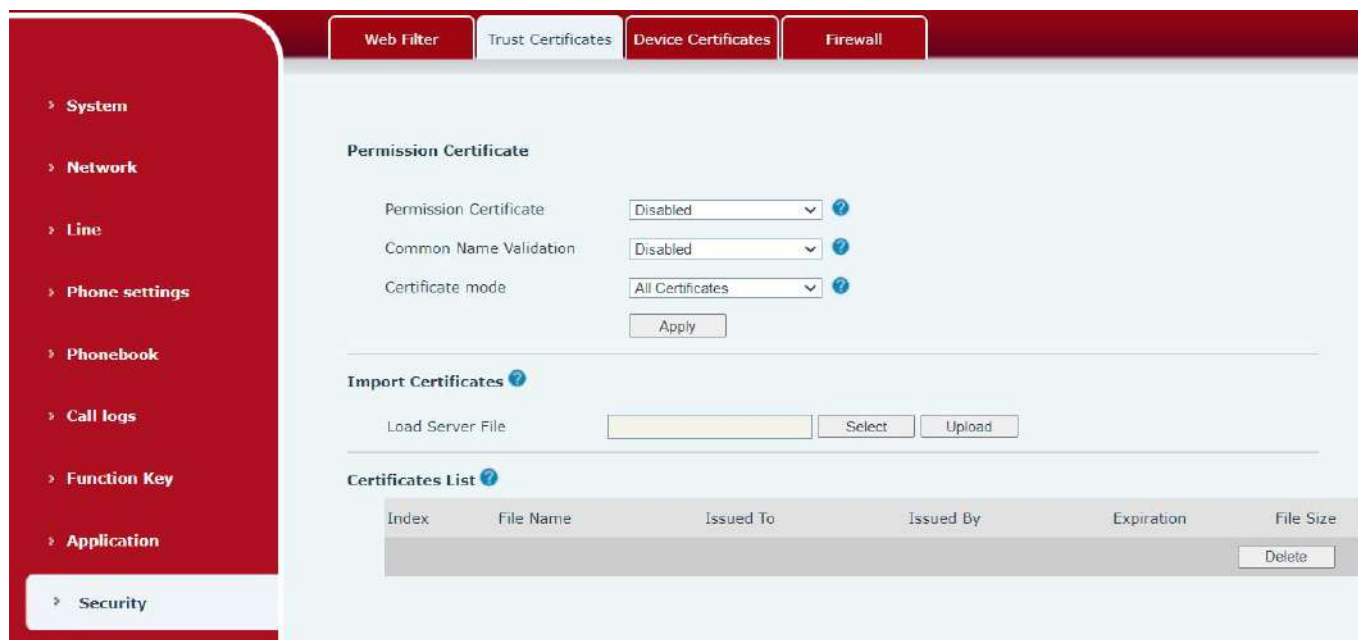 Web Filter
Trust Certificates
Device Certificates
Firewall
System
Network
Line
Phone settings
Phonebook
Call logs
Function Key
Application
Security
Permission Certificate
Permission Certificate Disabled
Common Name Validation Disabled
Certificate mode All Certificates
Apply
Import Certificates
Load Server File Select Upload
Certificates List
Index File Name Issued To Issued By Expiration File Size
Delete